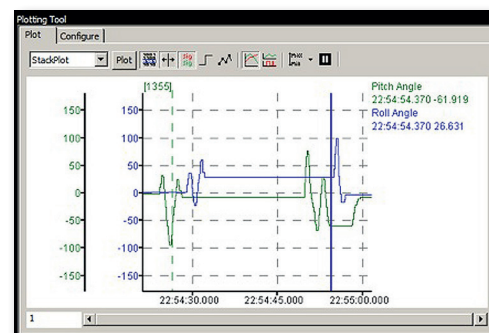 Plotting Tool
Plot Configure
StackPlot Plot
[1355]
Pitch Angle
22:54:54.370 -61.919
Roll Angle
22:54:54.370 26.631
150 150
100 100
50 50
0 0
-50 -50
-100 -100
-150 -150
22:54:30.000 22:54:45.000 22:55:00.000
1